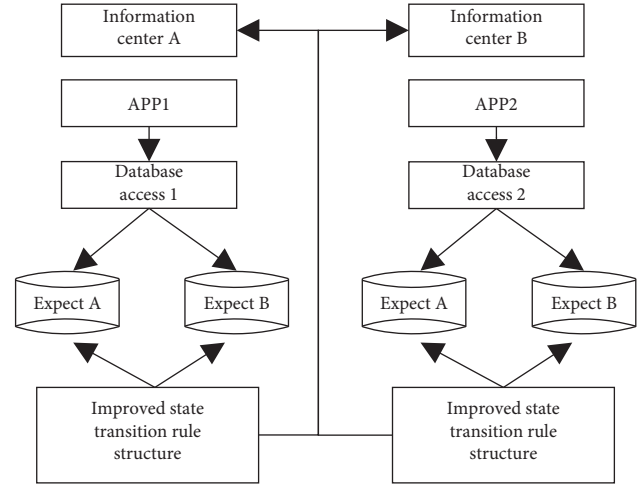 Information
center A
Information
center B
APP1
APP2
Database
access 1
Database
access 2
Expect A
Expect B
Expect A
Expect B
Improved state
transition rule
structure
Improved state
transition rule
structure